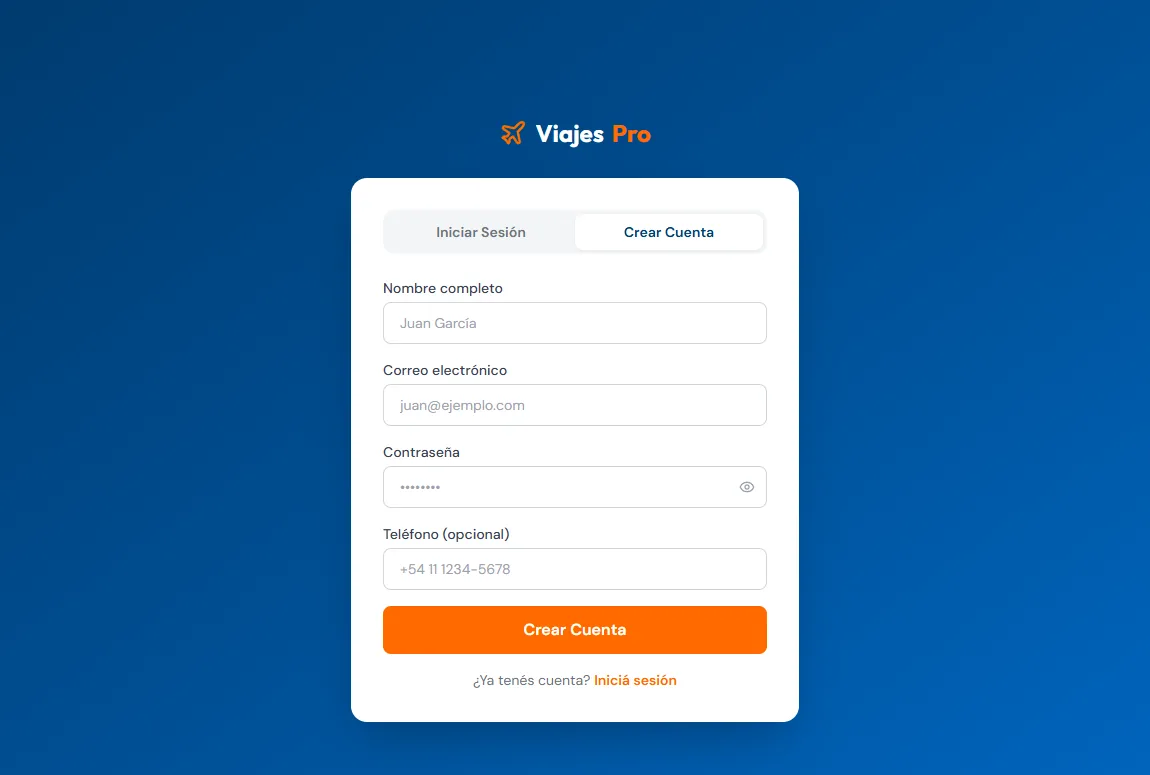 Viajes Pro
Iniciar Sesión
Crear Cuenta
Nombre completo
Juan García
Correo electrónico
juan@ejemplo.com
Contraseña
••••••••
Teléfono (opcional)
+54 11 1234-5678
Crear Cuenta
¿Ya tenés cuenta? Iniciá sesión